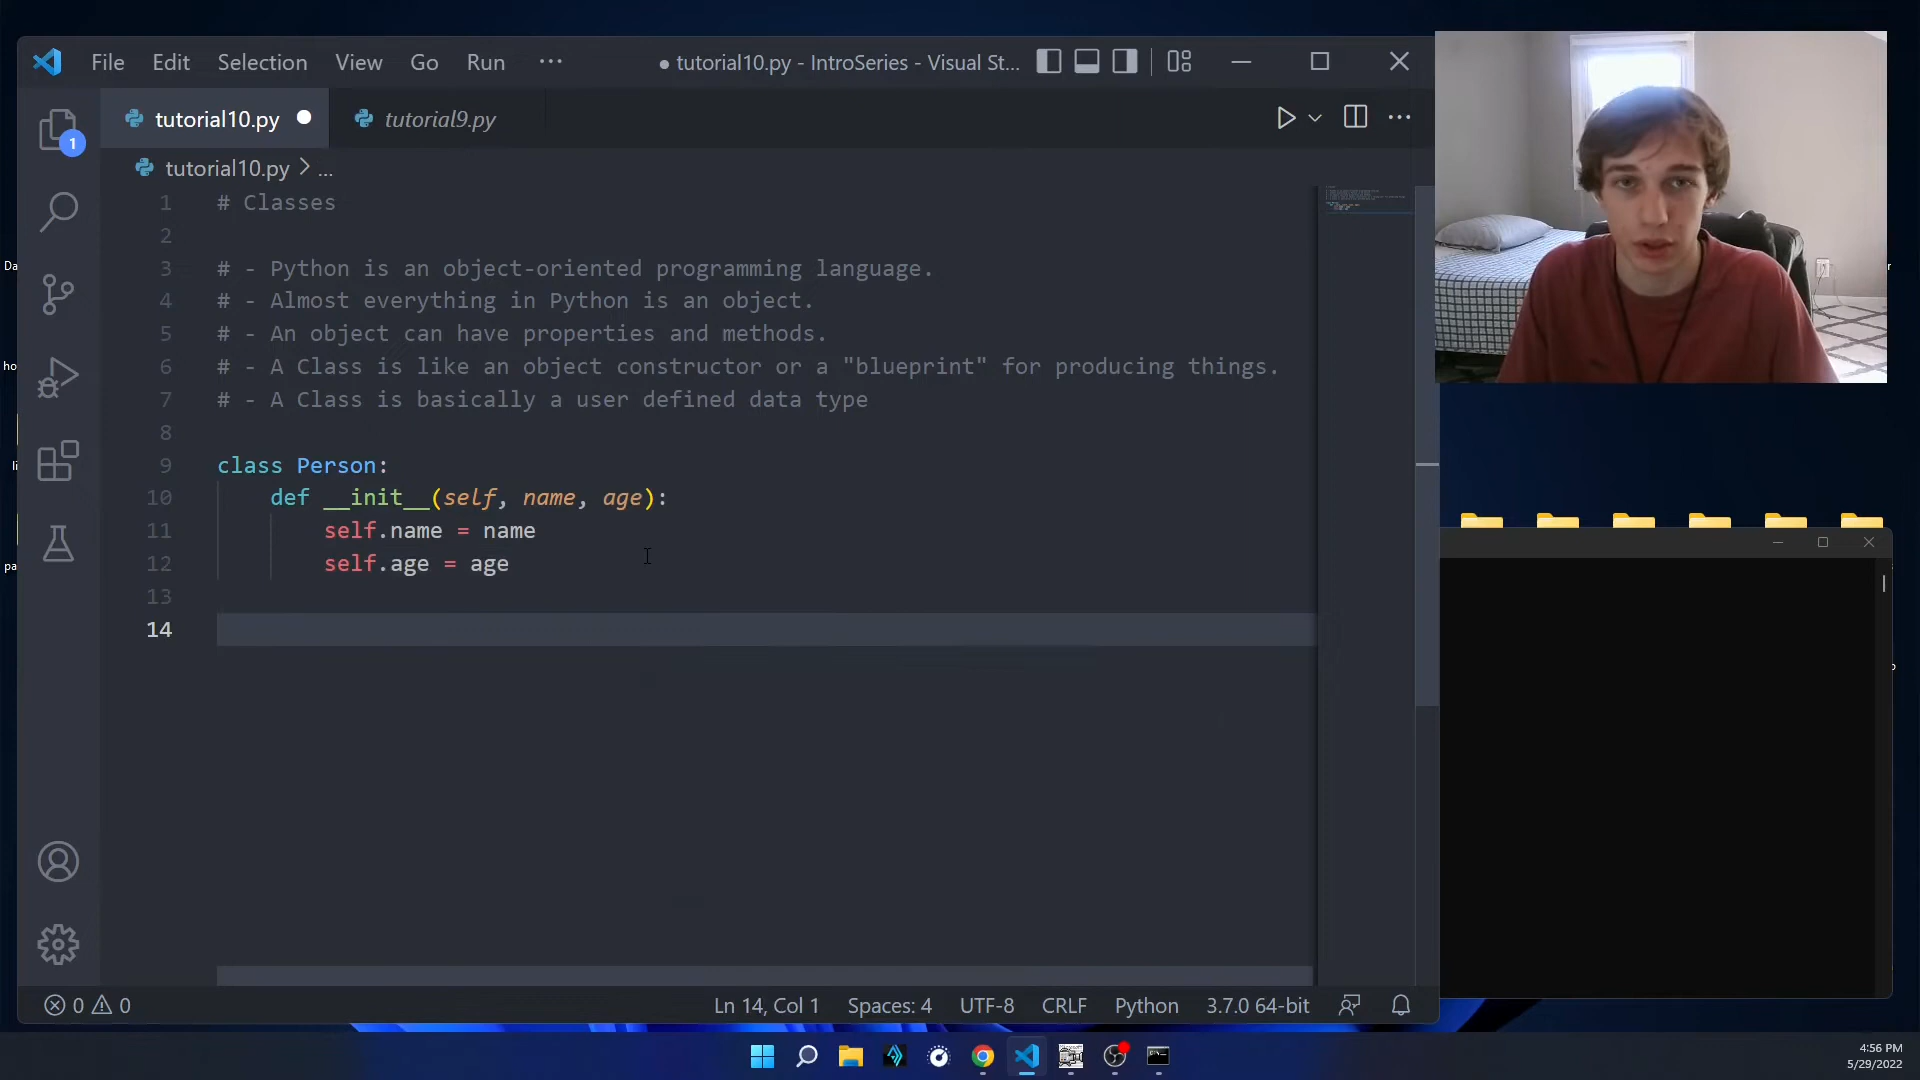 File Edit Selection View Go Run ···
● tutorial10.py - IntroSeries - Visual St...
tutorial10.py
tutorial9.py
tutorial10.py > ...
1 # Classes
2
3 # - Python is an object-oriented programming language.
4 # - Almost everything in Python is an object.
5 # - An object can have properties and methods.
6 # - A Class is like an object constructor or a "blueprint" for producing things.
7 # - A Class is basically a user defined data type
8
9 class Person:
10 def __init__(self, name, age):
11 self.name = name
12 self.age = age
13
14
1
Da
ho
li
pa
r
0 0
Ln 14, Col 1 Spaces: 4 UTF-8 CRLF Python 3.7.0 64-bit
4:56 PM
5/29/2022